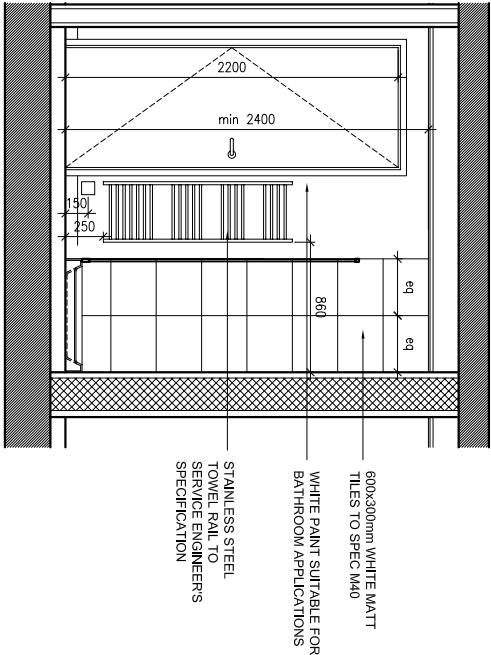 2200
min 2400
150
250
860
eq
eq
600x300mm WHITE MATT
TILES TO SPEC M40
WHITE PAINT SUITABLE FOR
BATHROOM APPLICATIONS
STAINLESS STEEL
TOWEL RAIL TO
SERVICE ENGINEER'S
SPECIFICATION